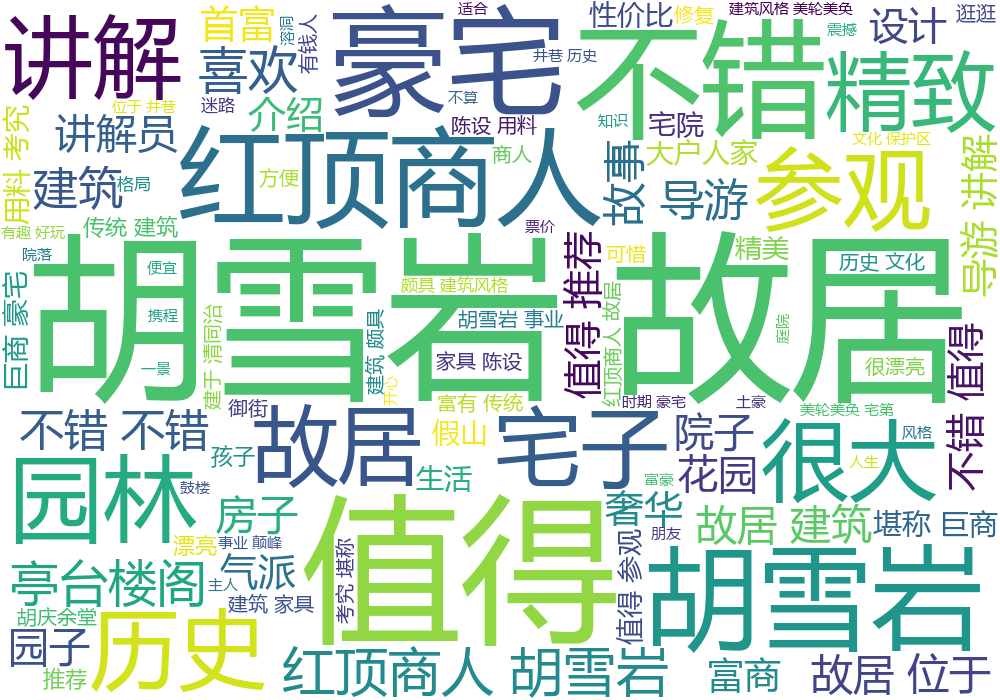 讲解
首富
溶洞
有钱人
豪宅
适合
不错
性价比
修复
建筑风格 美轮美奂
设计
逛逛
喜欢
井巷 历史
震撼
精致
位于 井巷
迷路
介绍
不算
陈设 用料
知识
宅院
文化 保护区
用料 考究
讲解员
红顶商人
商人
方便
故事
大户人家
参观
导游 讲解
建筑
格局
导游
有趣 好玩
传统 建筑
票价
院落
胡雪岩 故居
值得 推荐
可惜
精美
历史 文化
便宜
颇具 建筑风格
巨商 豪宅
携程
建于 清同治
建筑 颇具
胡雪岩 事业
红顶商人 故居
庭院
一景
家具 陈设
很漂亮
不错 值得
开心
富有 传统
时期 豪宅
土豪
美轮美奂 宅第
不错 不错
御街
故居
假山
宅子
院子
很大
风格
孩子
花园
人生
园林
鼓楼
生活
富豪
房子
值得
奢华
故居 建筑
堪称 巨商
漂亮
事业 颠峰
朋友
考究 堪称
值得 参观
胡雪岩
亭台楼阁
气派
主人
建筑 家具
胡庆余堂
历史
园子
推荐
红顶商人
胡雪岩
富商
故居 位于